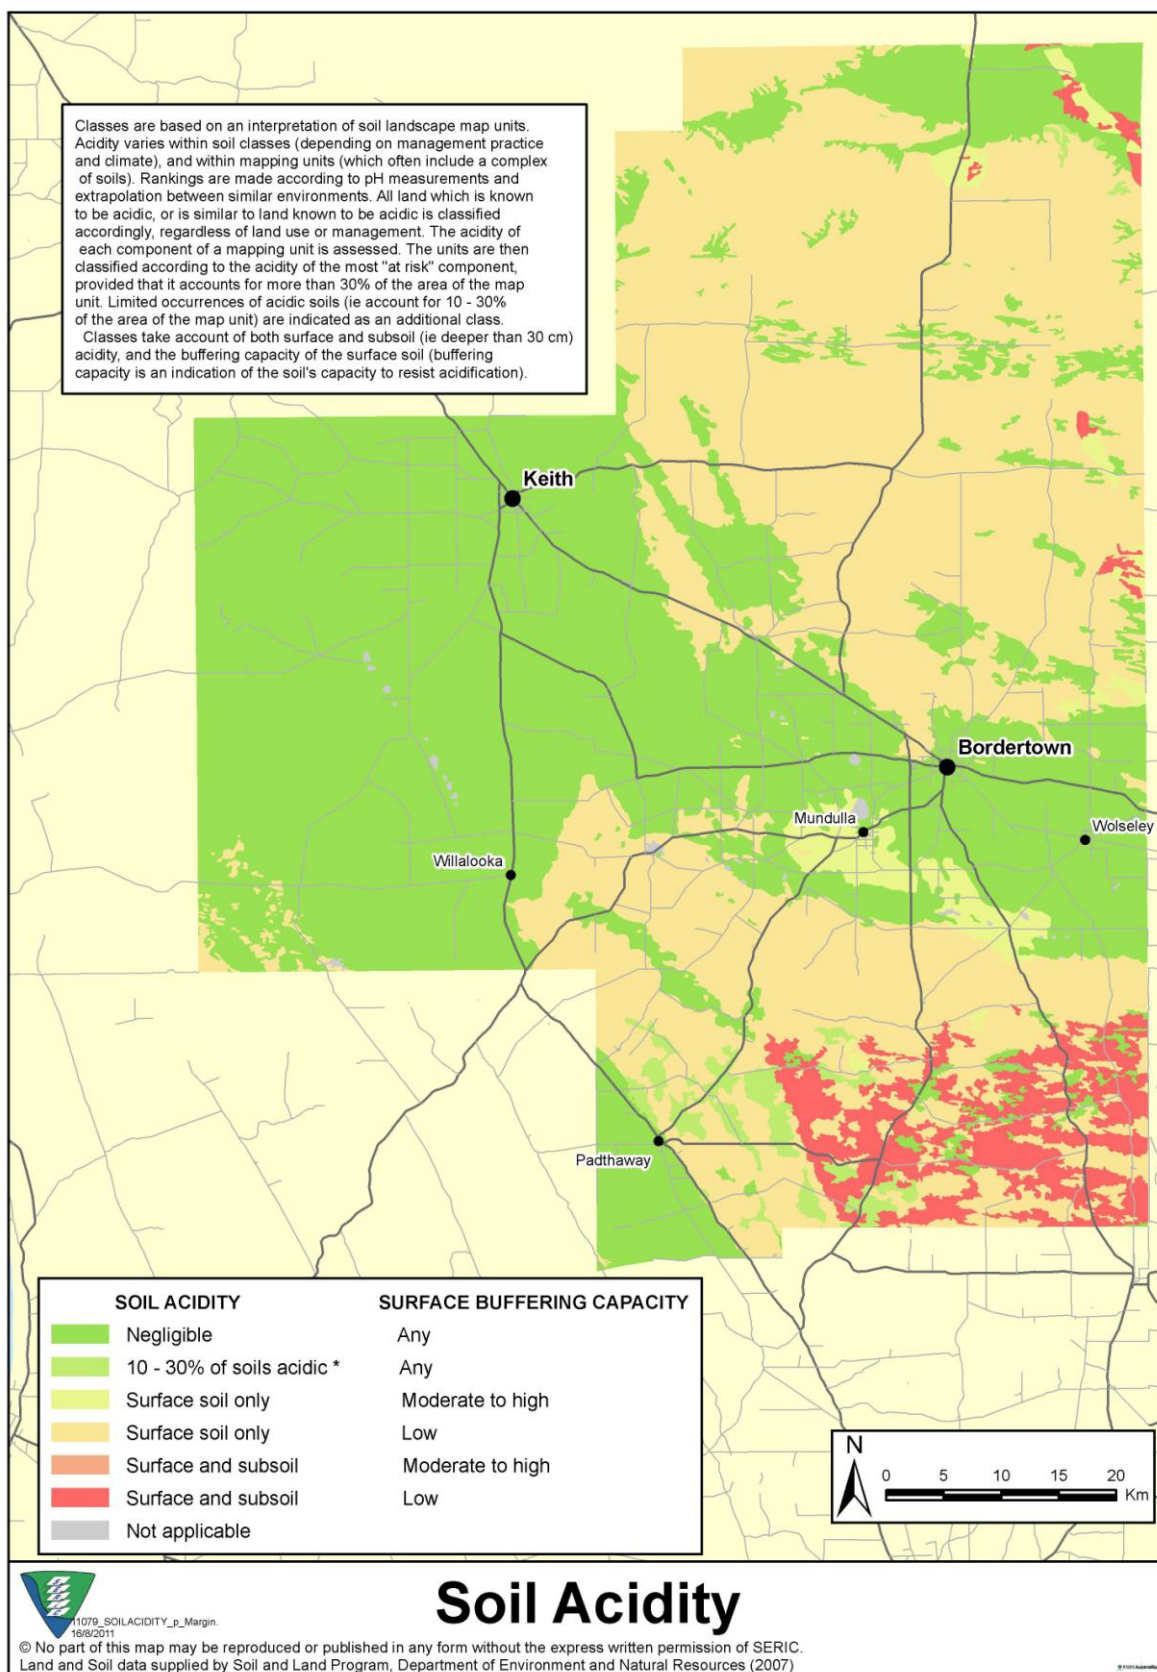 Classes are based on an interpretation of soil landscape map units.
Acidity varies within soil classes (depending on management practice
and climate), and within mapping units (which often include a complex
of soils). Rankings are made according to pH measurements and
extrapolation between similar environments. All land which is known
to be acidic, or is similar to land known to be acidic is classified
accordingly, regardless of land use or management. The acidity of
each component of a mapping unit is assessed. The units are then
classified according to the acidity of the most "at risk" component,
provided that it accounts for more than 30% of the area of the map
unit. Limited occurrences of acidic soils (ie account for 10 - 30%
of the area of the map unit) are indicated as an additional class.
Classes take account of both surface and subsoil (ie deeper than 30 cm)
acidity, and the buffering capacity of the surface soil (buffering
capacity is an indication of the soil's capacity to resist acidification).
Keith
Bordertown
Mundulla
Wolseley
Willalooka
Padthaway
SOIL ACIDITY SURFACE BUFFERING CAPACITY
Negligible Any
10 - 30% of soils acidic * Any
Surface soil only Moderate to high
Surface soil only Low
Surface and subsoil Moderate to high
Surface and subsoil Low
Not applicable
N
0 5 10 15 20
Km
Soil Acidity
11079_SOILACIDITY_p_Margin.
16/8/2011
© No part of this map may be reproduced or published in any form without the express written permission of SERIC.
Land and Soil data supplied by Soil and Land Program, Department of Environment and Natural Resources (2007)